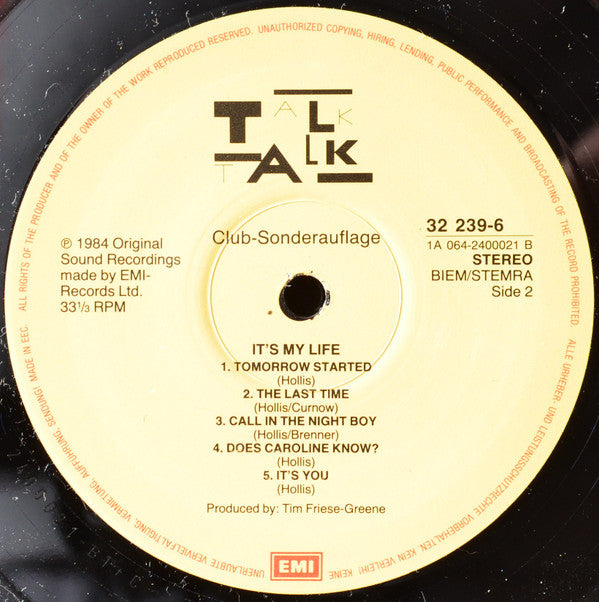 TALK
TALK
Club-Sonderauflage
℗ 1984 Original
Sound Recordings
made by EMI-
Records Ltd.
33 1/3 RPM
32 239-6
1A 064-2400021 B
STEREO
BIEM/STEMRA
Side 2
IT'S MY LIFE
1. TOMORROW STARTED
(Hollis)
2. THE LAST TIME
(Hollis/Curnow)
3. CALL IN THE NIGHT BOY
(Hollis/Brenner)
4. DOES CAROLINE KNOW?
(Hollis)
5. IT'S YOU
(Hollis)
Produced by: Tim Friese-Greene
EMI
ALL RIGHTS OF THE PRODUCER AND OF THE OWNER OF THE WORK REPRODUCED RESERVED. UNAUTHORIZED COPYING, HIRING, LENDING, PUBLIC PERFORMANCE AND BROADCASTING OF THE RECORD PROHIBITED. ALLE URHEBER- UND LEISTUNGSSCHUTZRECHTE VORBEHALTEN. KEIN VERLEIH! KEINE UNERLAUBTE VERVIELFÄLTIGUNG, VERMIETUNG, AUFFÜHRUNG, SENDUNG! MADE IN EEC.